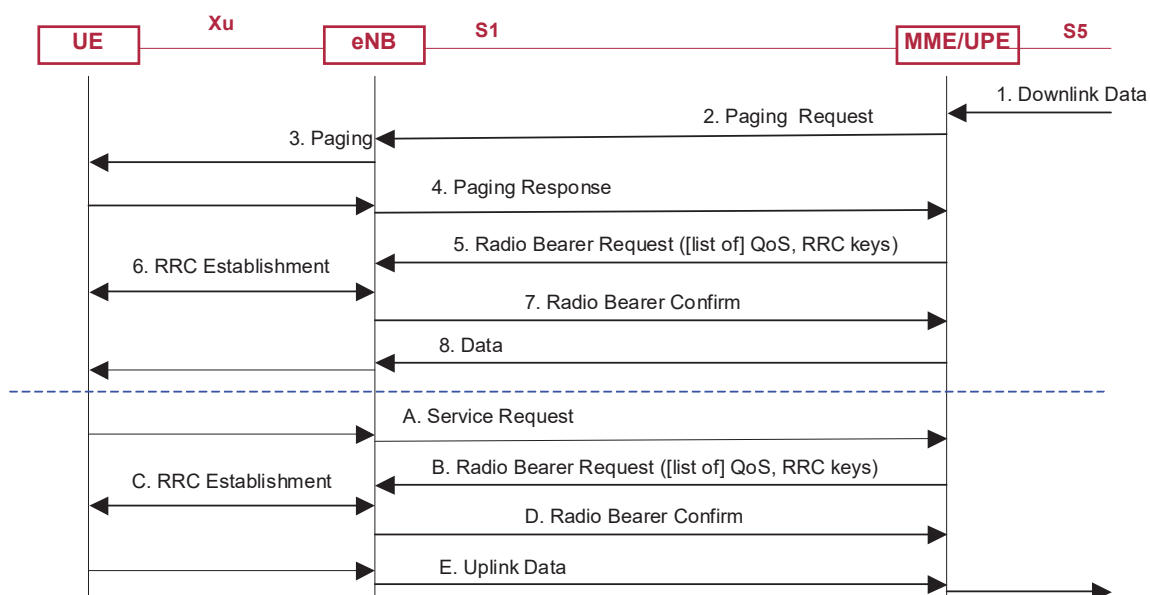 Xu
S1
S5
UE
eNB
MME/UPE
1. Downlink Data
2. Paging Request
3. Paging
4. Paging Response
5. Radio Bearer Request ([list of] QoS, RRC keys)
6. RRC Establishment
7. Radio Bearer Confirm
8. Data
A. Service Request
B. Radio Bearer Request ([list of] QoS, RRC keys)
C. RRC Establishment
D. Radio Bearer Confirm
E. Uplink Data